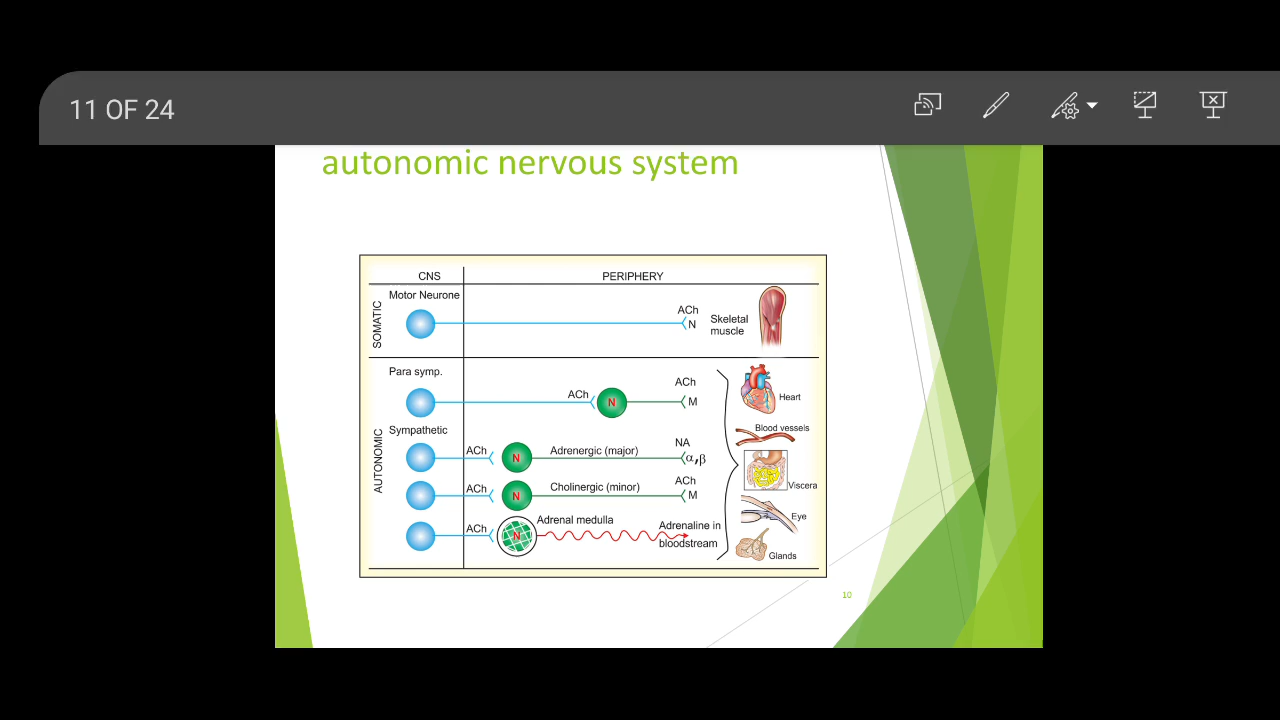 11 OF 24
autonomic nervous system
CNS
PERIPHERY
SOMATIC
Motor Neurone
ACh
N
Skeletal
muscle
AUTONOMIC
Para symp.
ACh
N
ACh
M
Sympathetic
ACh
N
Adrenergic (major)
NA
α,β
ACh
N
Cholinergic (minor)
ACh
M
ACh
N
Adrenal medulla
Adrenaline in
bloodstream
Heart
Blood vessels
Viscera
Eye
Glands
10